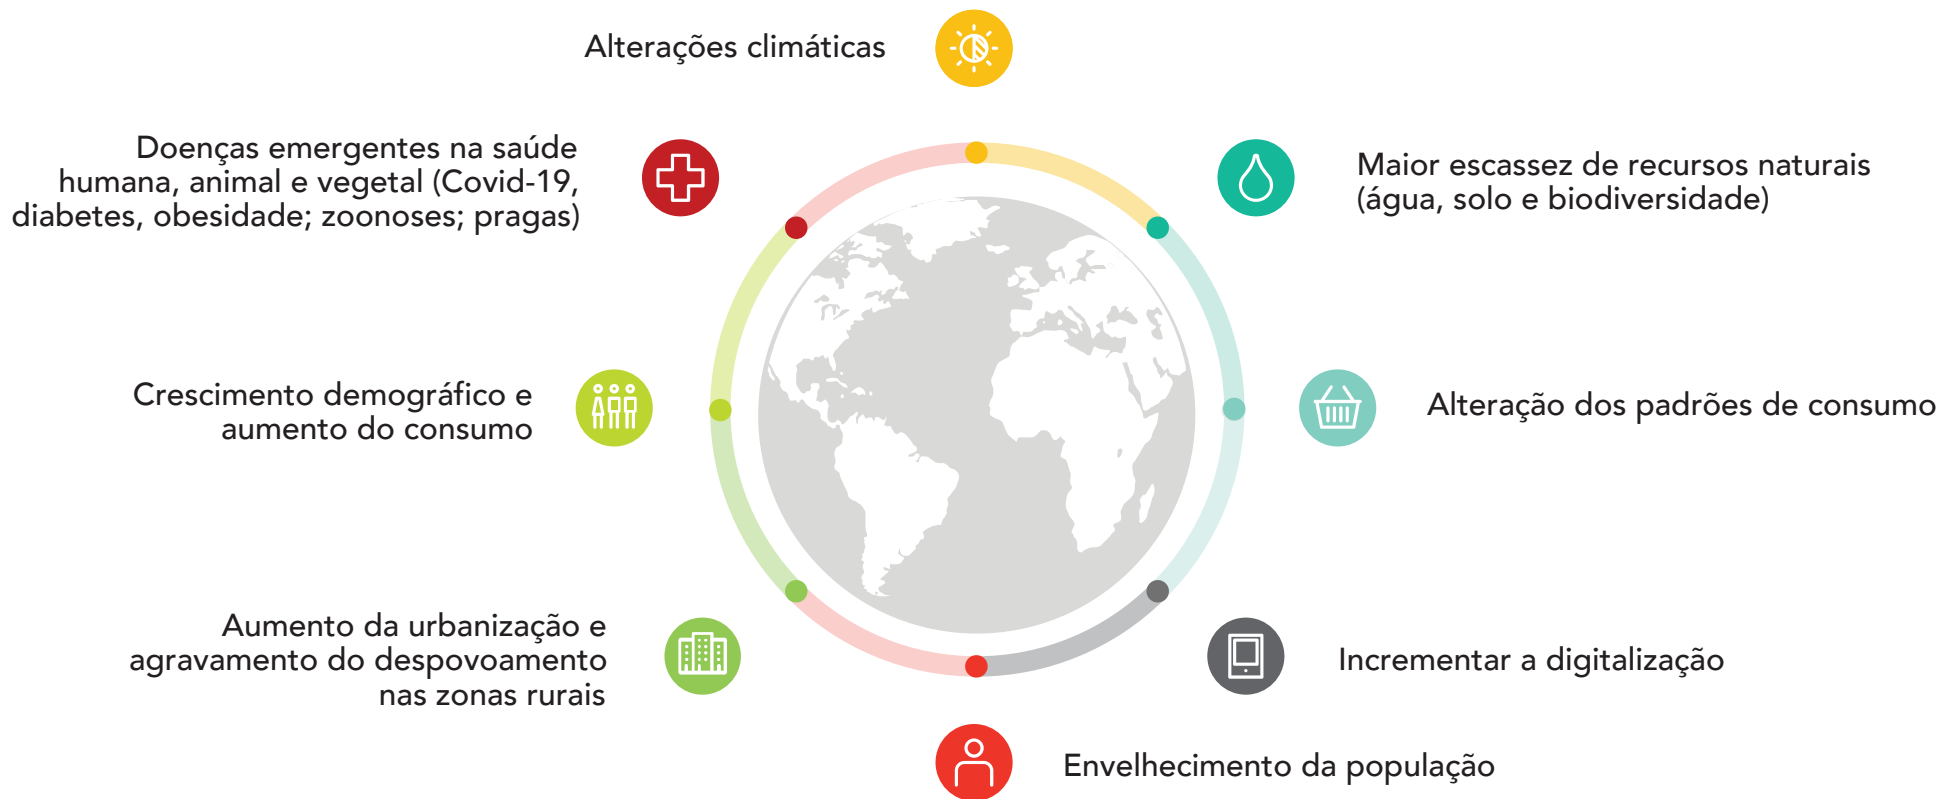 Alterações climáticas
Doenças emergentes na saúde
humana, animal e vegetal (Covid-19,
diabetes, obesidade; zoonoses; pragas)
Maior escassez de recursos naturais
(água, solo e biodiversidade)
Crescimento demográfico e
aumento do consumo
Alteração dos padrões de consumo
Aumento da urbanização e
agravamento do despovoamento
nas zonas rurais
Incrementar a digitalização
Envelhecimento da população